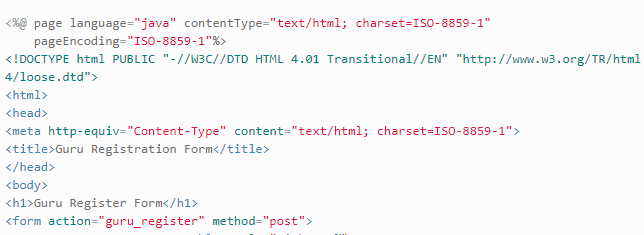 <%@ page language="java" contentType="text/html; charset=ISO-8859-1"
    pageEncoding="ISO-8859-1"%>
<!DOCTYPE html PUBLIC "-//W3C//DTD HTML 4.01 Transitional//EN" "http://www.w3.org/TR/html
4/loose.dtd">
<html>
<head>
<meta http-equiv="Content-Type" content="text/html; charset=ISO-8859-1">
<title>Guru Registration Form</title>
</head>
<body>
<h1>Guru Register Form</h1>
<form action="guru_register" method="post">